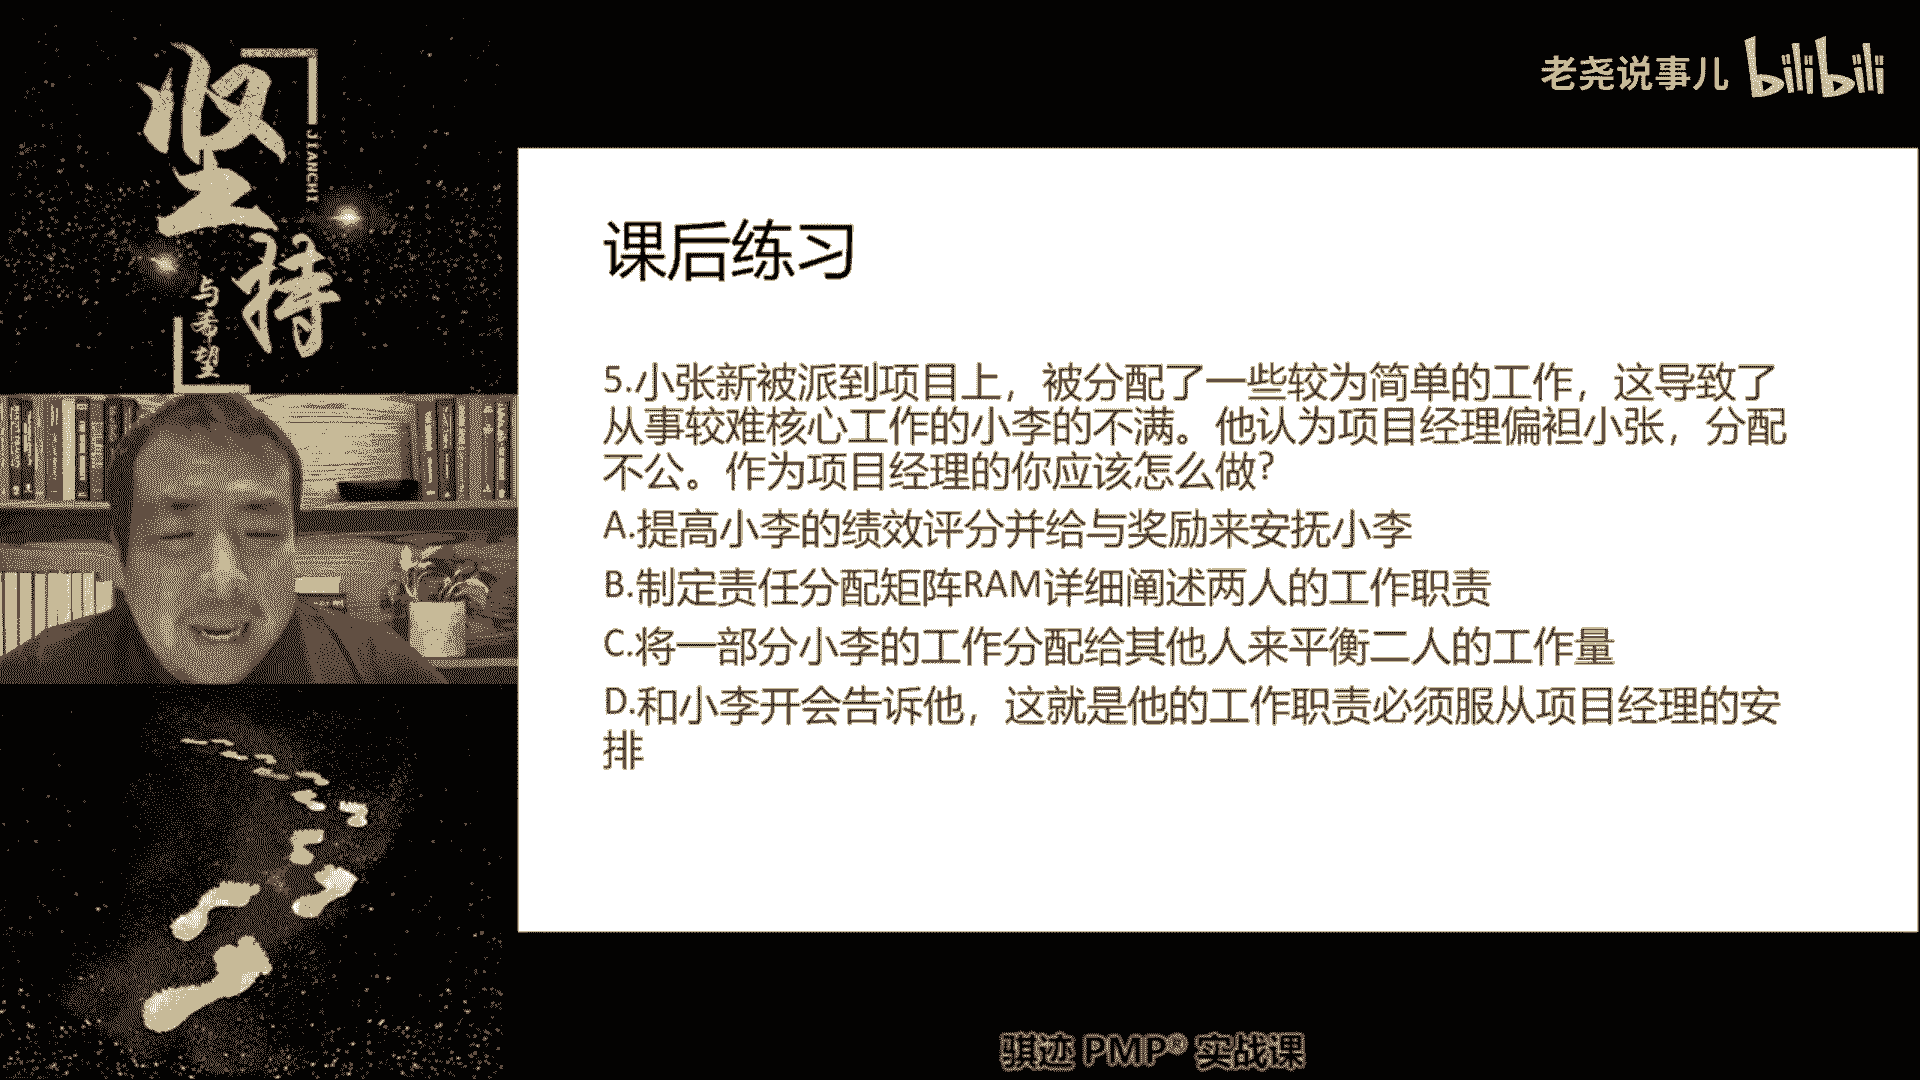 坚持
JIANCHI
与希望
老尧说事儿 bilibili
课后练习
5.小张新被派到项目上，被分配了一些较为简单的工作，这导致了
从事较难核心工作的小李的不满。他认为项目经理偏袒小张，分配
不公。作为项目经理的你应该怎么做?
A.提高小李的绩效评分并给与奖励来安抚小李
B.制定责任分配矩阵RAM详细阐述两人的工作职责
C.将一部分小李的工作分配给其他人来平衡二人的工作量
D.和小李开会告诉他，这就是他的工作职责必须服从项目经理的安
排
骐迹 PMP® 实战课